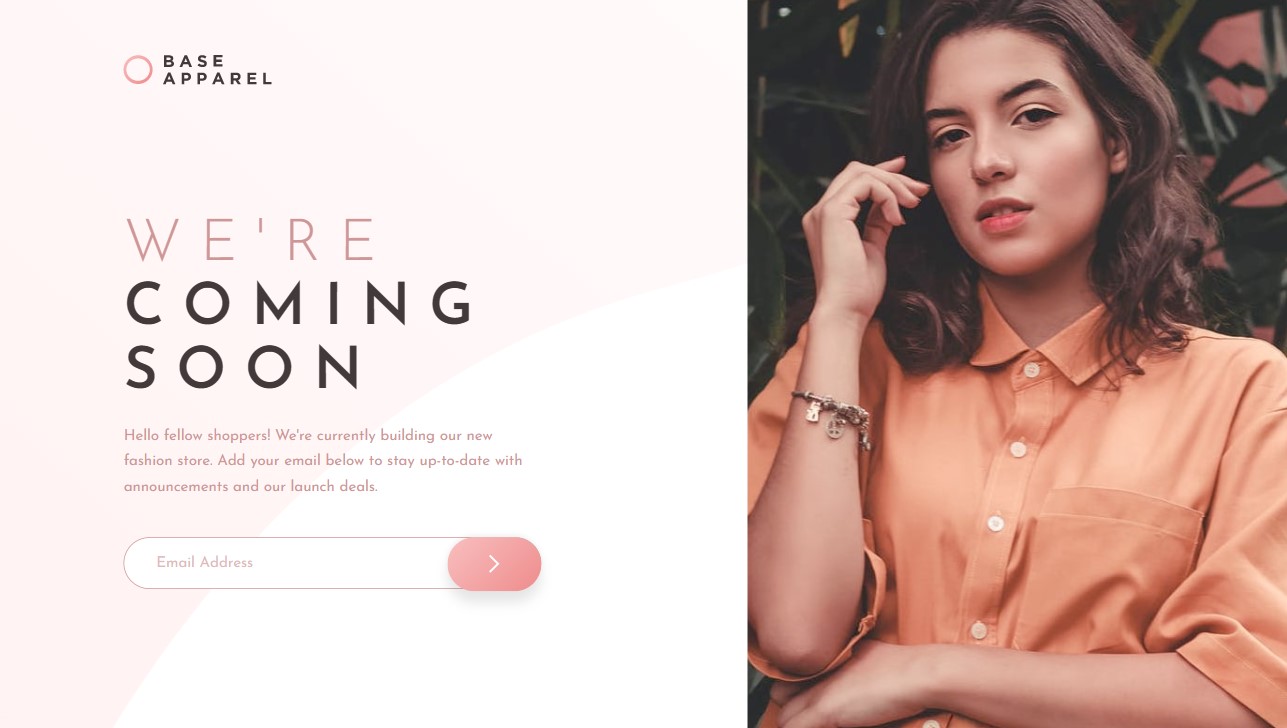 BASE
APPAREL
WE'RE
COMING
SOON
Hello fellow shoppers! We're currently building our new
fashion store. Add your email below to stay up-to-date with
announcements and our launch deals.
Email Address